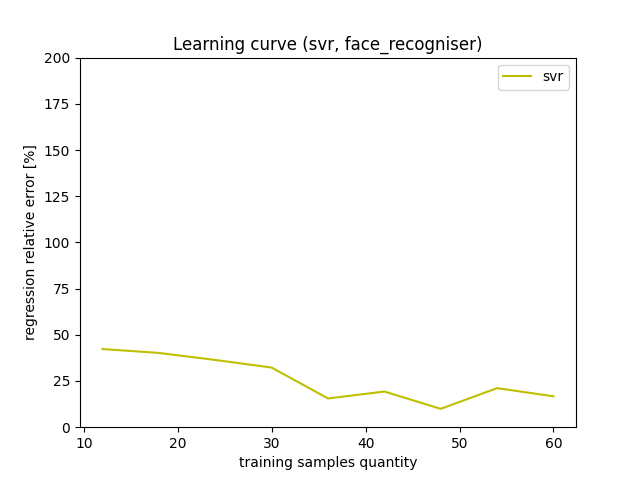 Learning curve (svr, face_recogniser)
svr
regression relative error [%]
200
175
150
125
100
75
50
25
0
10 20 30 40 50 60
training samples quantity